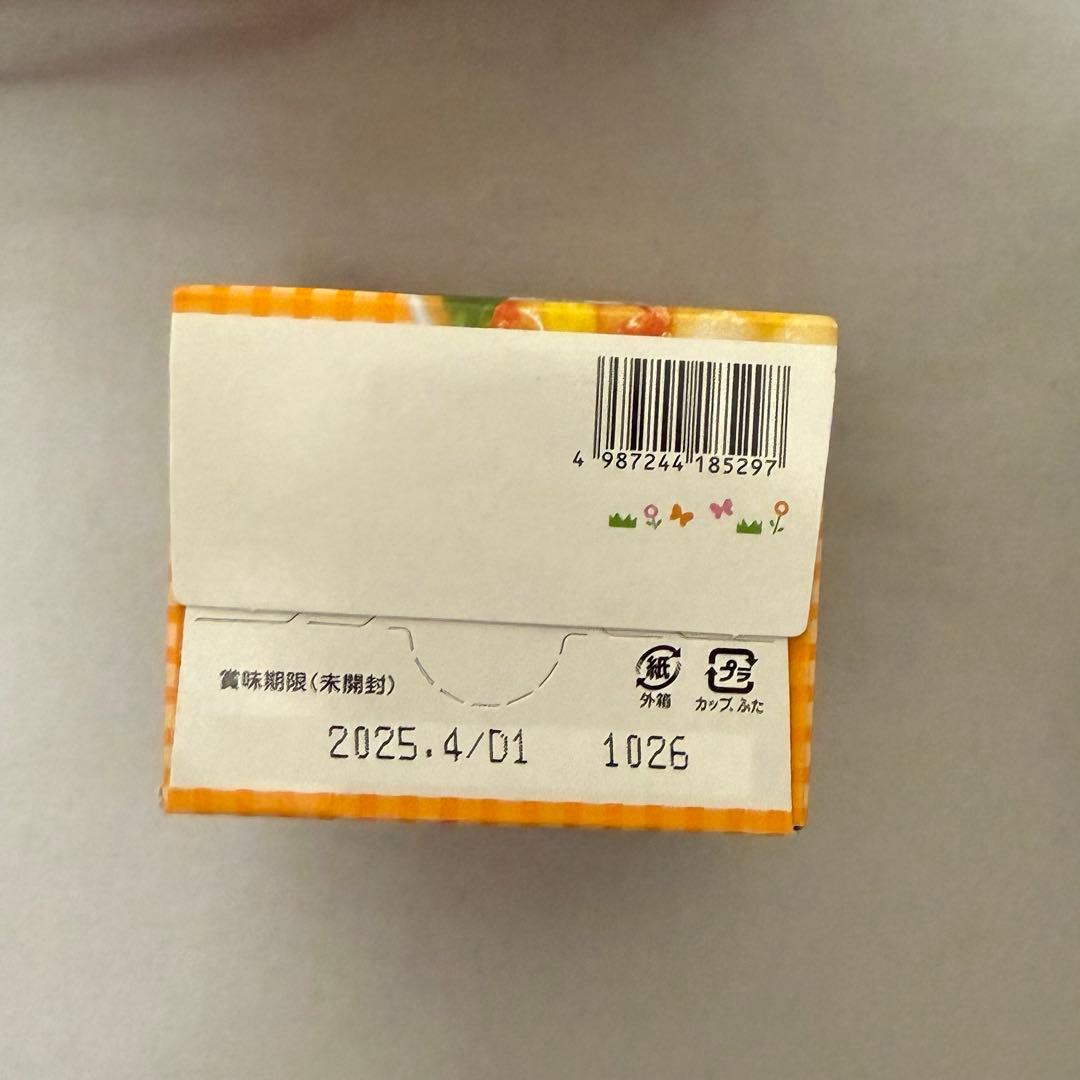 4 987244 185297
賞味期限(未開封)
紙 プラ
外箱 カップ、ふた
2025.4/D1 1026